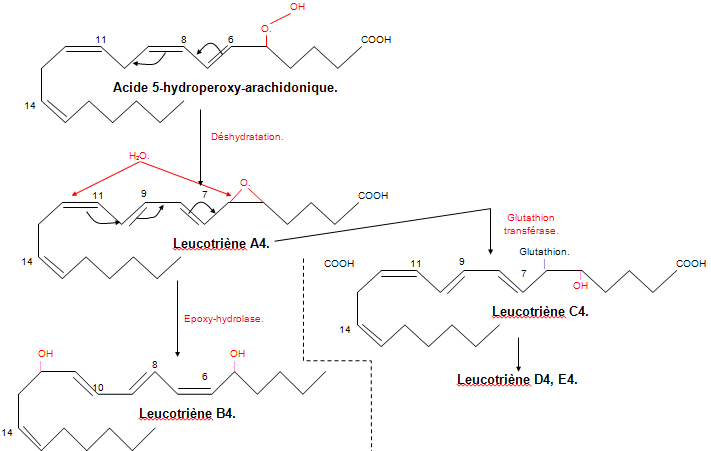 OH
O.
11
8
6
COOH
Acide 5-hydroperoxy-arachidonique.
14
Déshydratation.
H₂O.
O.
11
9
7
COOH
Leucotriène A4.
Glutathion
transférase.
14
COOH
Glutathion.
11
9
7
COOH
OH
Leucotriène C4.
14
Epoxy-hydrolase.
OH
OH
8
6
10
Leucotriène B4.
14
Leucotriène D4, E4.